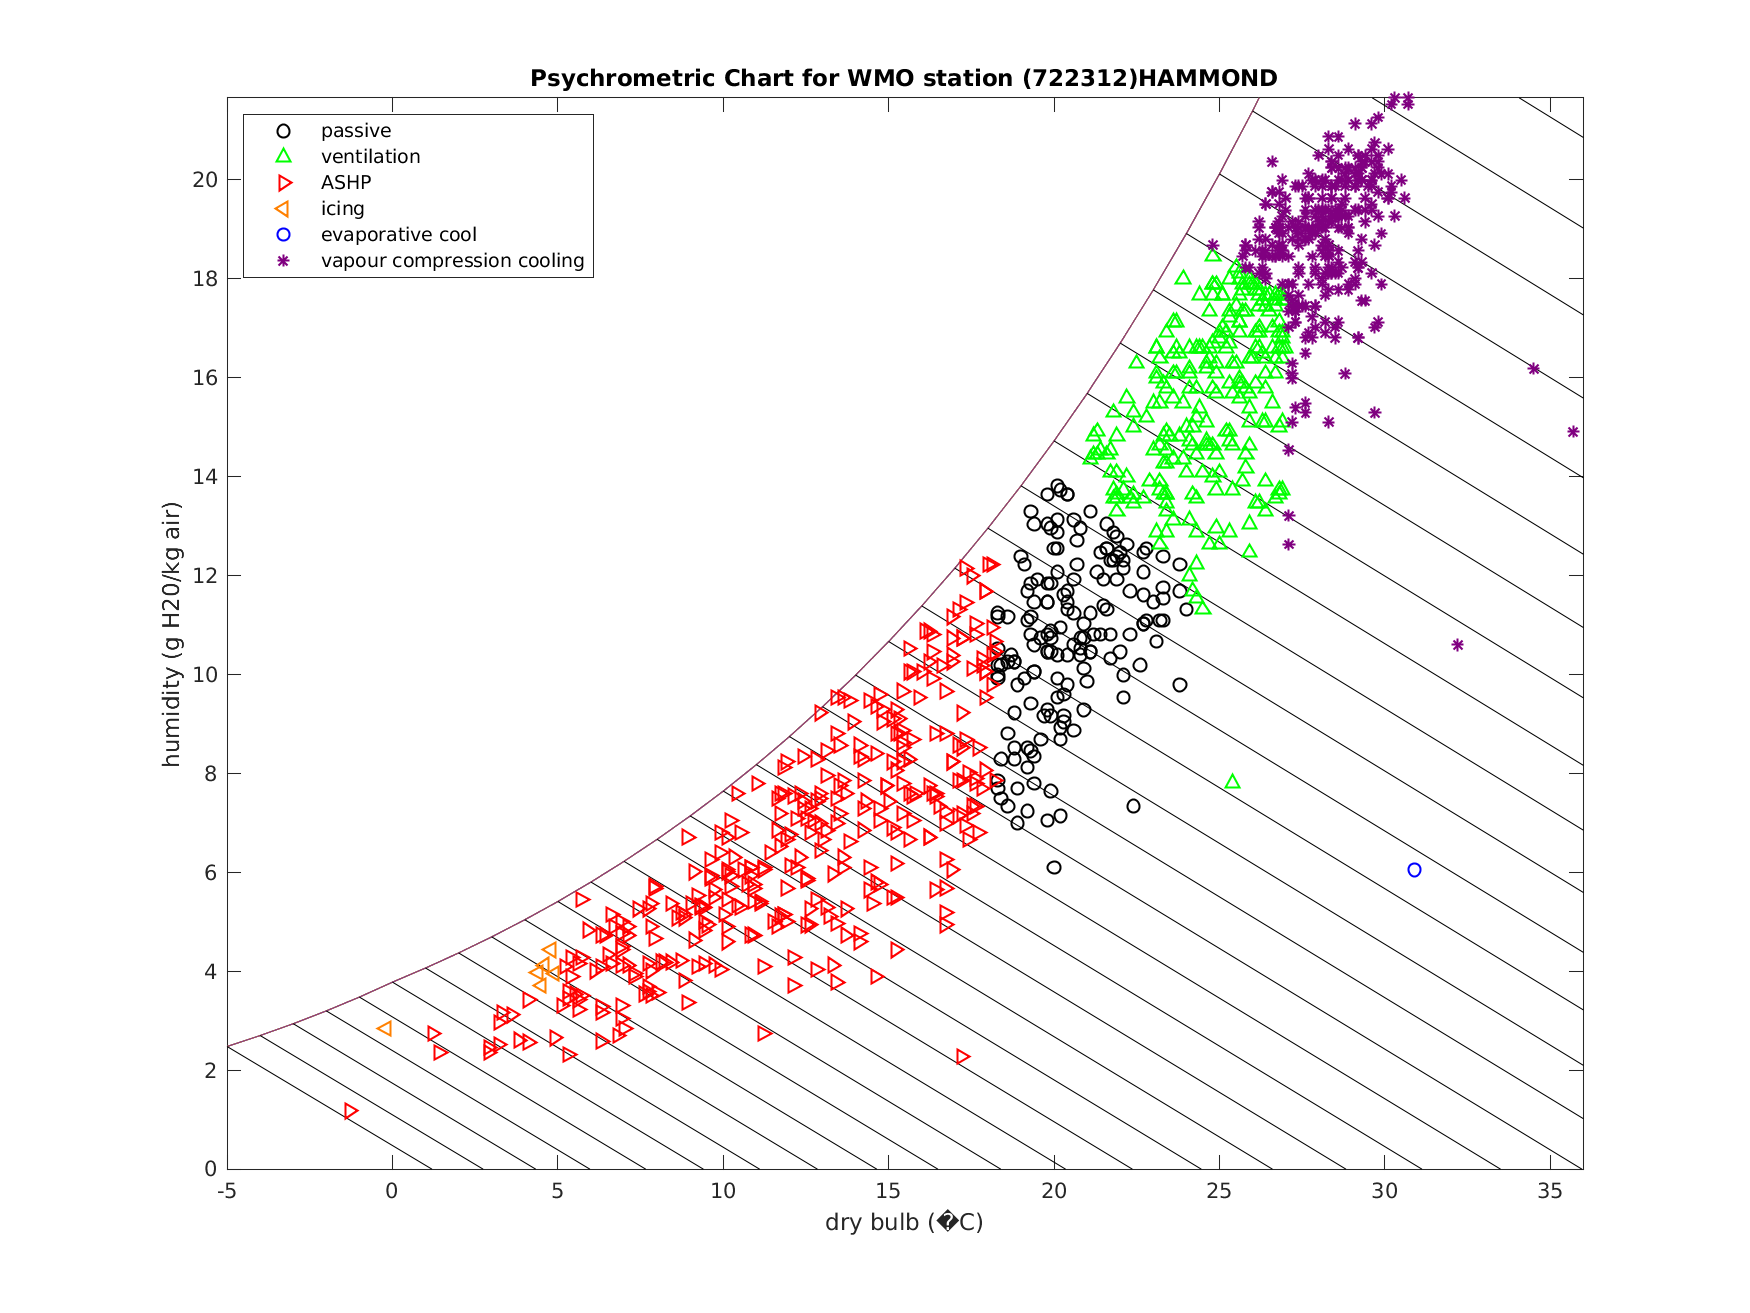 Psychrometric Chart for WMO station (722312)HAMMOND
passive
ventilation
ASHP
icing
evaporative cool
vapour compression cooling
humidity (g H20/kg air)
20
18
16
14
12
10
8
6
4
2
0
-5 0 5 10 15 20 25 30 35
dry bulb (�C)